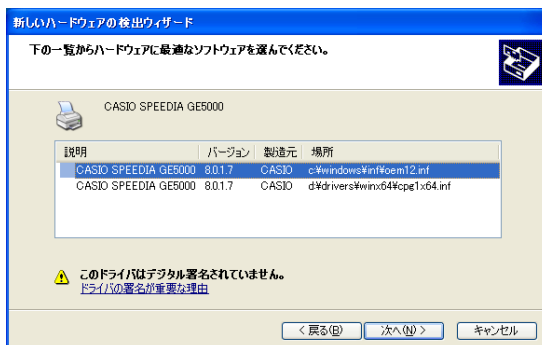 新しいハードウェアの検出ウィザード
下の一覧からハードウェアに最適なソフトウェアを選んでください。
CASIO SPEEDIA GE5000
説明 バージョン 製造元 場所
CASIO SPEEDIA GE5000 8.0.1.7 CASIO c:¥windows¥inf¥oem12.inf
CASIO SPEEDIA GE5000 8.0.1.7 CASIO d:¥drivers¥winx64¥cpg1x64.inf
このドライバはデジタル署名されていません。
ドライバの署名が重要な理由
< 戻る(B) 次へ(N) > キャンセル